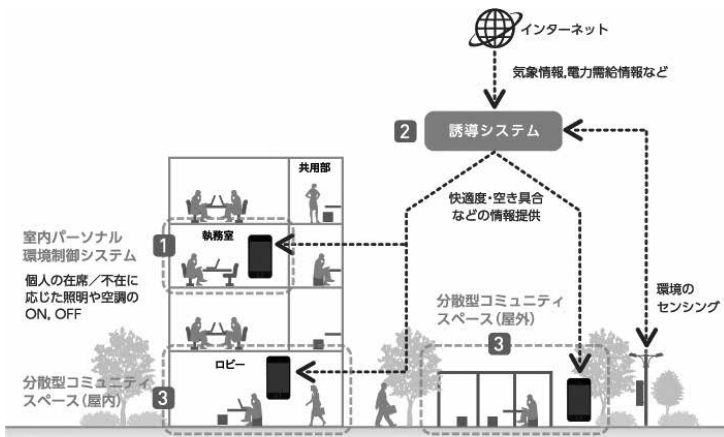 インターネット
気象情報,電力需給情報など
2
誘導システム
共用部
快適度・空き具合
などの情報提供
室内パーソナル
環境制御システム
1
執務室
個人の在席/不在に
応じた照明や空調の
ON, OFF
環境の
センシング
分散型コミュニティ
スペース(屋外)
3
ロビー
分散型コミュニティ
スペース(屋内)
3